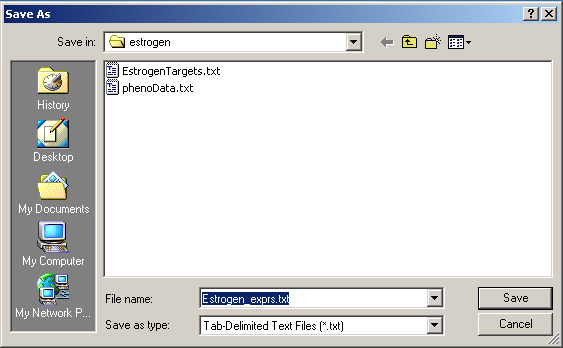 Save As
Save in:
estrogen
EstrogenTargets.txt
phenoData.txt
History
Desktop
My Documents
My Computer
My Network P...
File name:
Estrogen_exprs.txt
Save
Save as type:
Tab-Delimited Text Files (*.txt)
Cancel